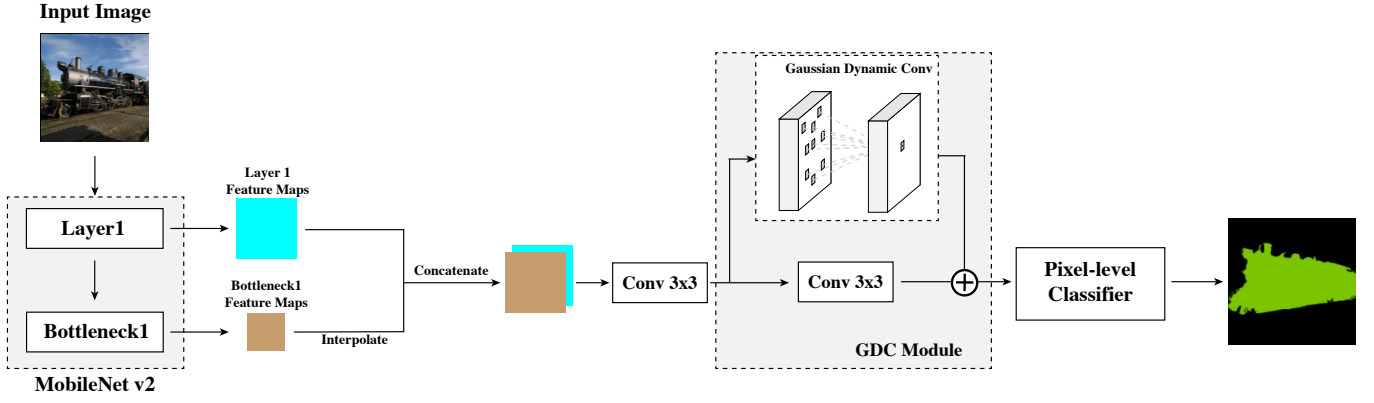 Input Image
Layer1
Bottleneck1
MobileNet v2
Layer 1
Feature Maps
Bottleneck1
Feature Maps
Interpolate
Concatenate
Conv 3x3
Gaussian Dynamic Conv
Conv 3x3
GDC Module
Pixel-level
Classifier